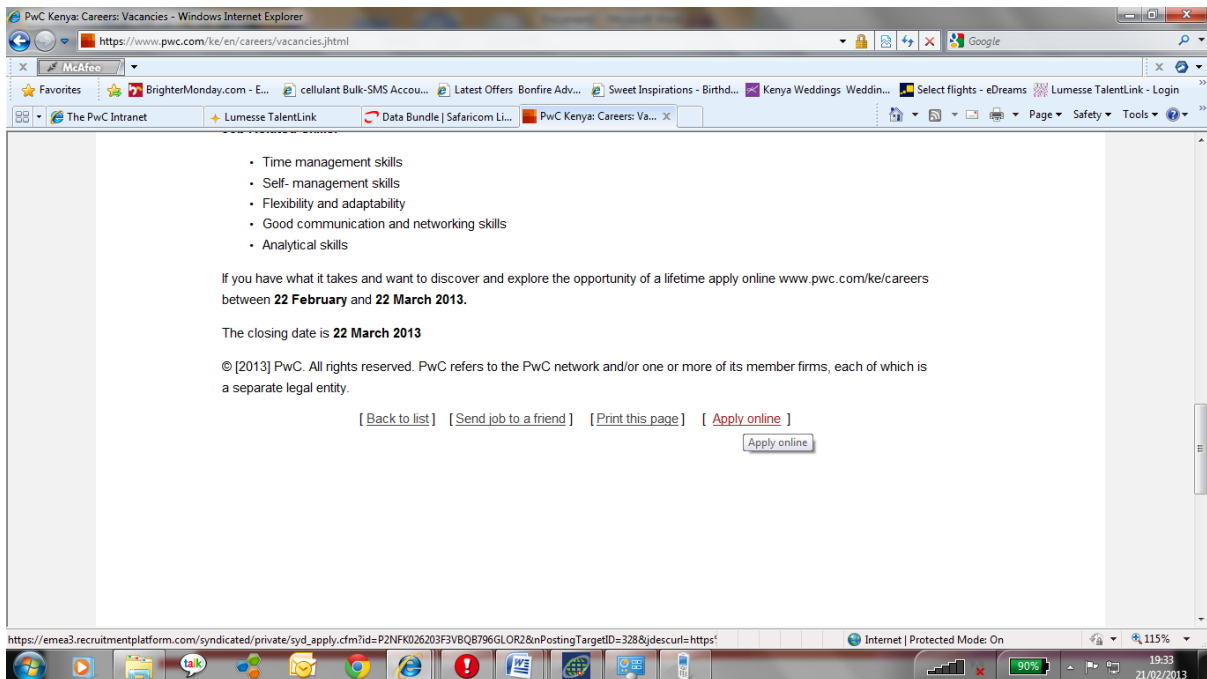 PwC Kenya: Careers: Vacancies - Windows Internet Explorer
https://www.pwc.com/ke/en/careers/vacancies.jhtml
Google
McAfee
Favorites BrighterMonday.com - E... cellulant Bulk-SMS Accou... Latest Offers Bonfire Adv... Sweet Inspirations - Birthd... Kenya Weddings Weddin... Select flights - eDreams Lumesse TalentLink - Login
The PwC Intranet Lumesse TalentLink Data Bundle | Safaricom Li... PwC Kenya: Careers: Va... X Page Safety Tools
• Time management skills
• Self- management skills
• Flexibility and adaptability
• Good communication and networking skills
• Analytical skills
If you have what it takes and want to discover and explore the opportunity of a lifetime apply online www.pwc.com/ke/careers
between 22 February and 22 March 2013.
The closing date is 22 March 2013
© [2013] PwC. All rights reserved. PwC refers to the PwC network and/or one or more of its member firms, each of which is
a separate legal entity.
[ Back to list ] [ Send job to a friend ] [ Print this page ] [ Apply online ]
Apply online
https://emea3.recruitmentplatform.com/syndicated/private/syd_apply.cfm?id=P2NFK026203F3VBQB796GLOR2&nPostingTargetID=328&jdescurl=https
Internet | Protected Mode: On 115%
talk 90% 19:33
21/02/2013